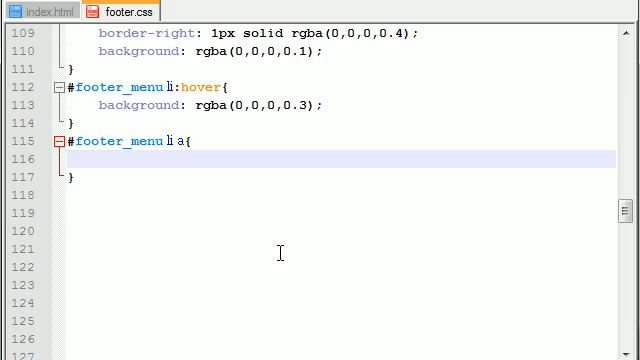 index.html footer.css
109 border-right: 1px solid rgba(0,0,0,0.4);
110 background: rgba(0,0,0,0.1);
111 }
112 #footer_menu li:hover{
113 background: rgba(0,0,0,0.3);
114 }
115 #footer_menu li a{
116
117 }
118
119
120
121
122
123
124
125
126
127